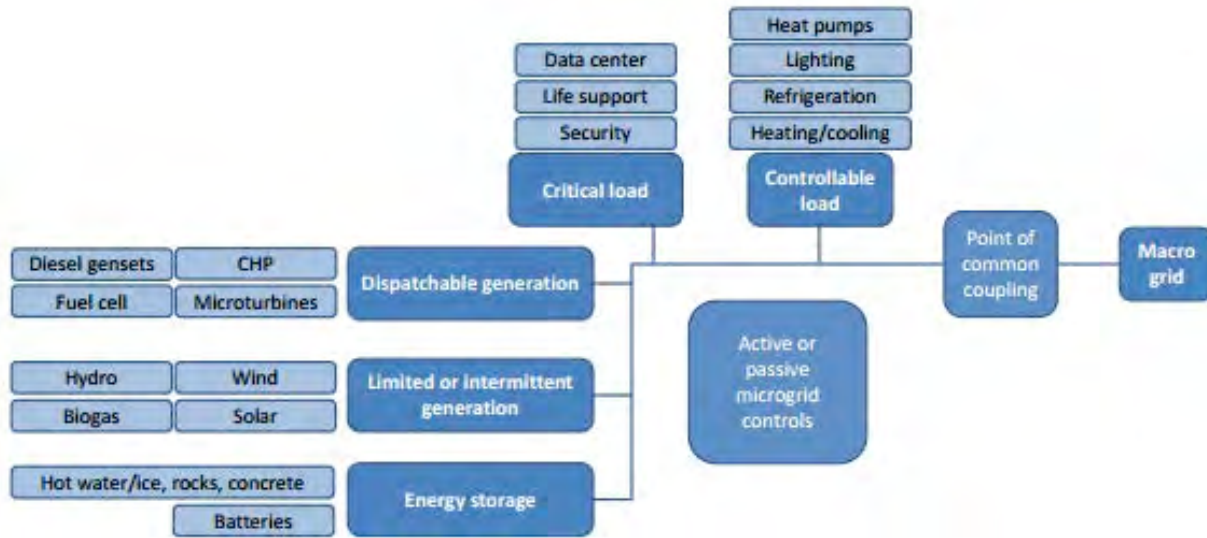 Heat pumps
Data center
Lighting
Life support
Refrigeration
Security
Heating/cooling
Critical load
Controllable
load
Point of
common
coupling
Macro
grid
Diesel gensets
CHP
Fuel cell
Microturbines
Dispatchable generation
Active or
passive
microgrid
controls
Hydro
Wind
Biogas
Solar
Limited or intermittent
generation
Hot water/ice, rocks, concrete
Batteries
Energy storage